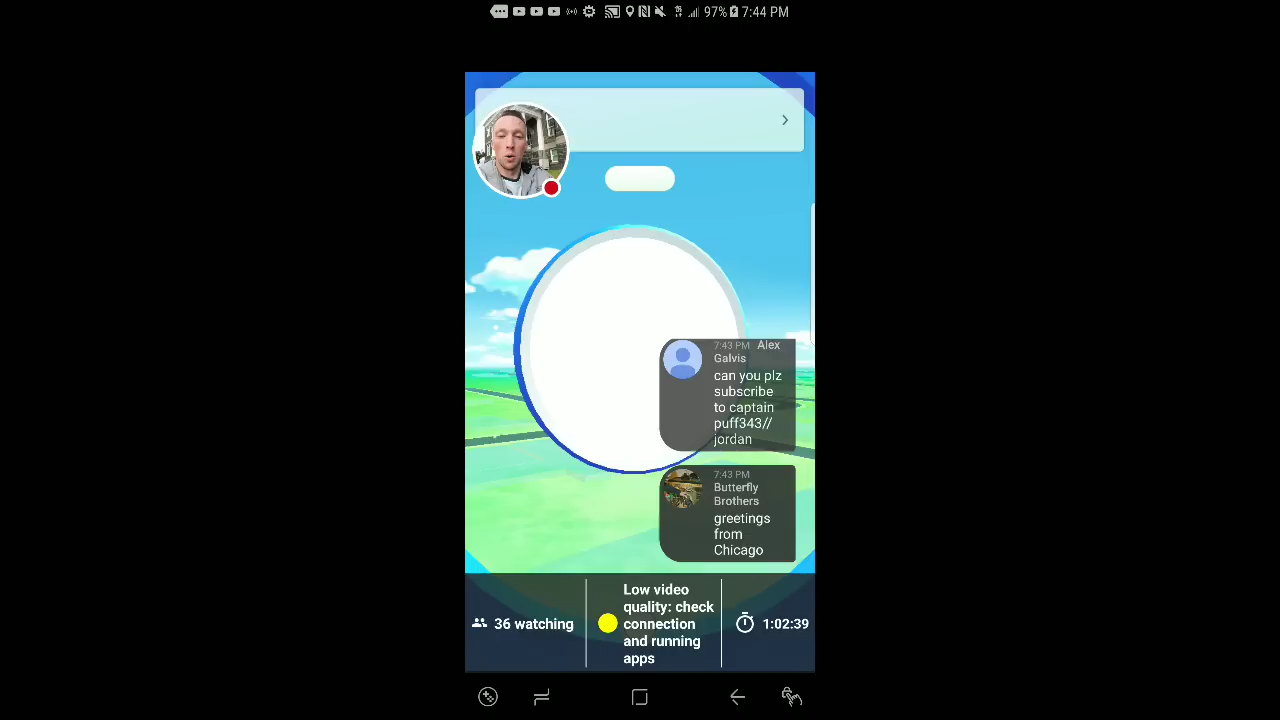 97% 7:44 PM
7:43 PM Alex
Galvis
can you plz
subscribe
to captain
puff343//
jordan
7:43 PM
Butterfly
Brothers
greetings
from
Chicago
36 watching
Low video
quality: check
connection
and running
apps
1:02:39